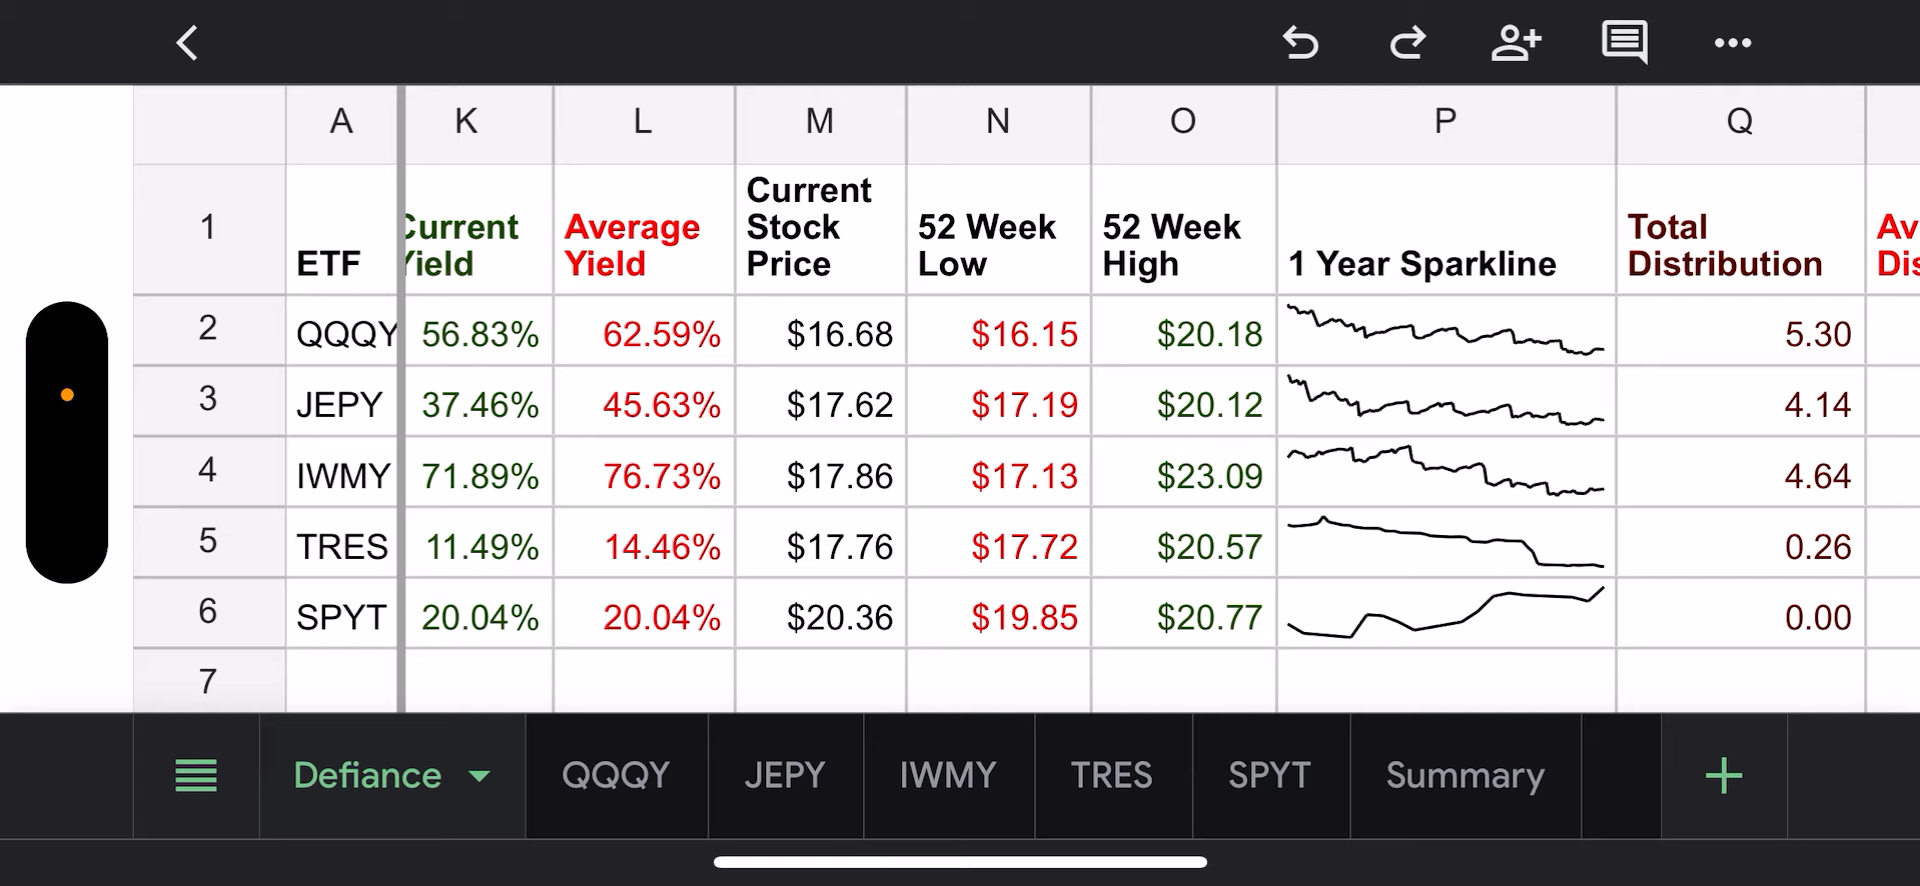 A K L M N O P Q
1 ETF Current Yield Average Yield Current Stock Price 52 Week Low 52 Week High 1 Year Sparkline Total Distribution Av Dis
2 QQQY 56.83% 62.59% $16.68 $16.15 $20.18 5.30
3 JEPY 37.46% 45.63% $17.62 $17.19 $20.12 4.14
4 IWMY 71.89% 76.73% $17.86 $17.13 $23.09 4.64
5 TRES 11.49% 14.46% $17.76 $17.72 $20.57 0.26
6 SPYT 20.04% 20.04% $20.36 $19.85 $20.77 0.00
7
Defiance QQQY JEPY IWMY TRES SPYT Summary